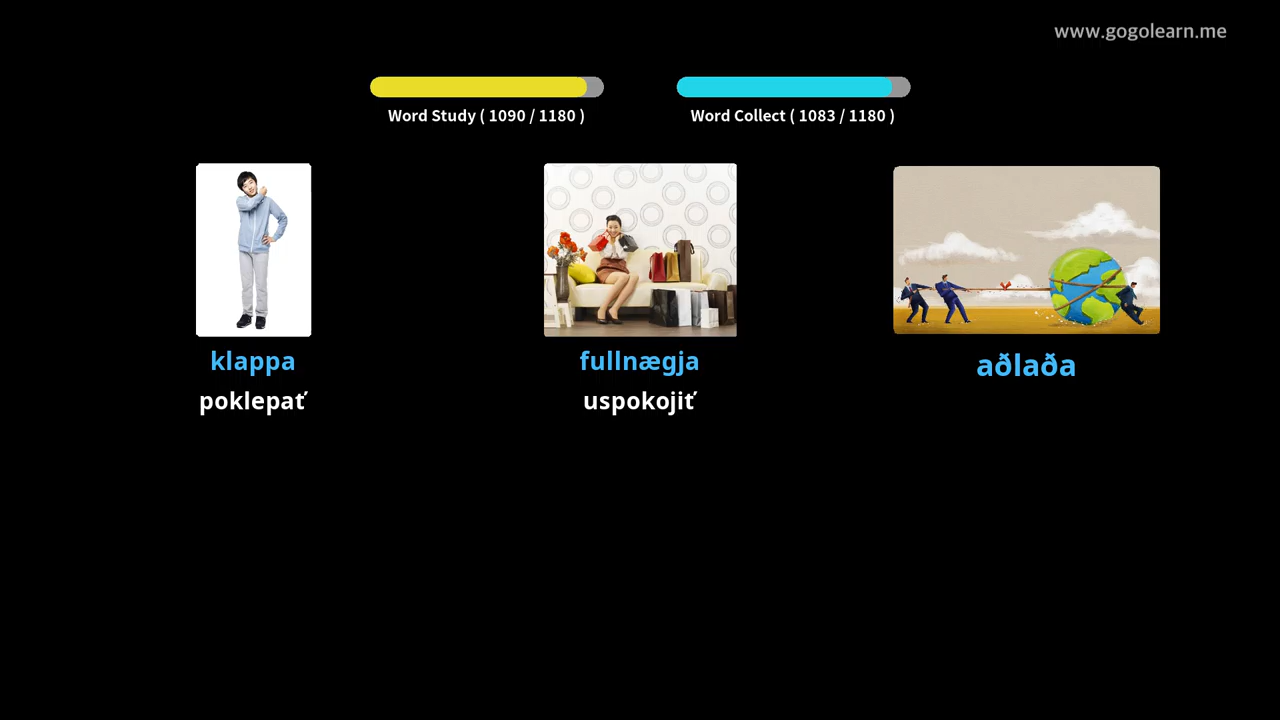 www.gogolearn.me
Word Study ( 1090 / 1180 )
Word Collect ( 1083 / 1180 )
klappa
poklepať
fullnægja
uspokojiť
aðlaða